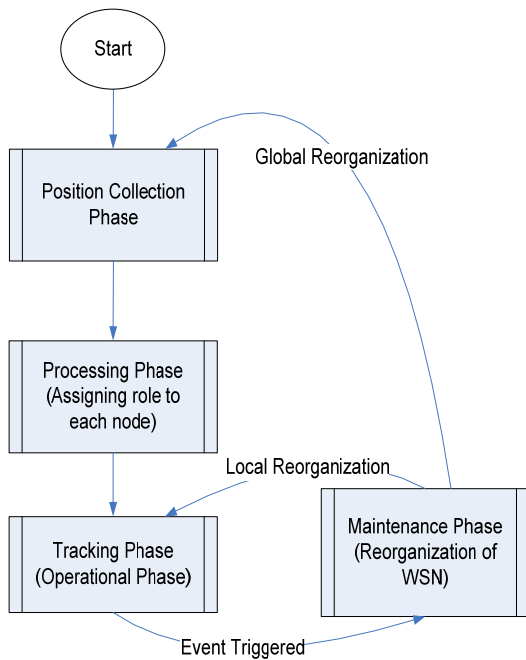 Start
Global Reorganization
Position Collection
Phase
Processing Phase
(Assigning role to
each node)
Local Reorganization
Tracking Phase
(Operational Phase)
Maintenance Phase
(Reorganization of
WSN)
Event Triggered